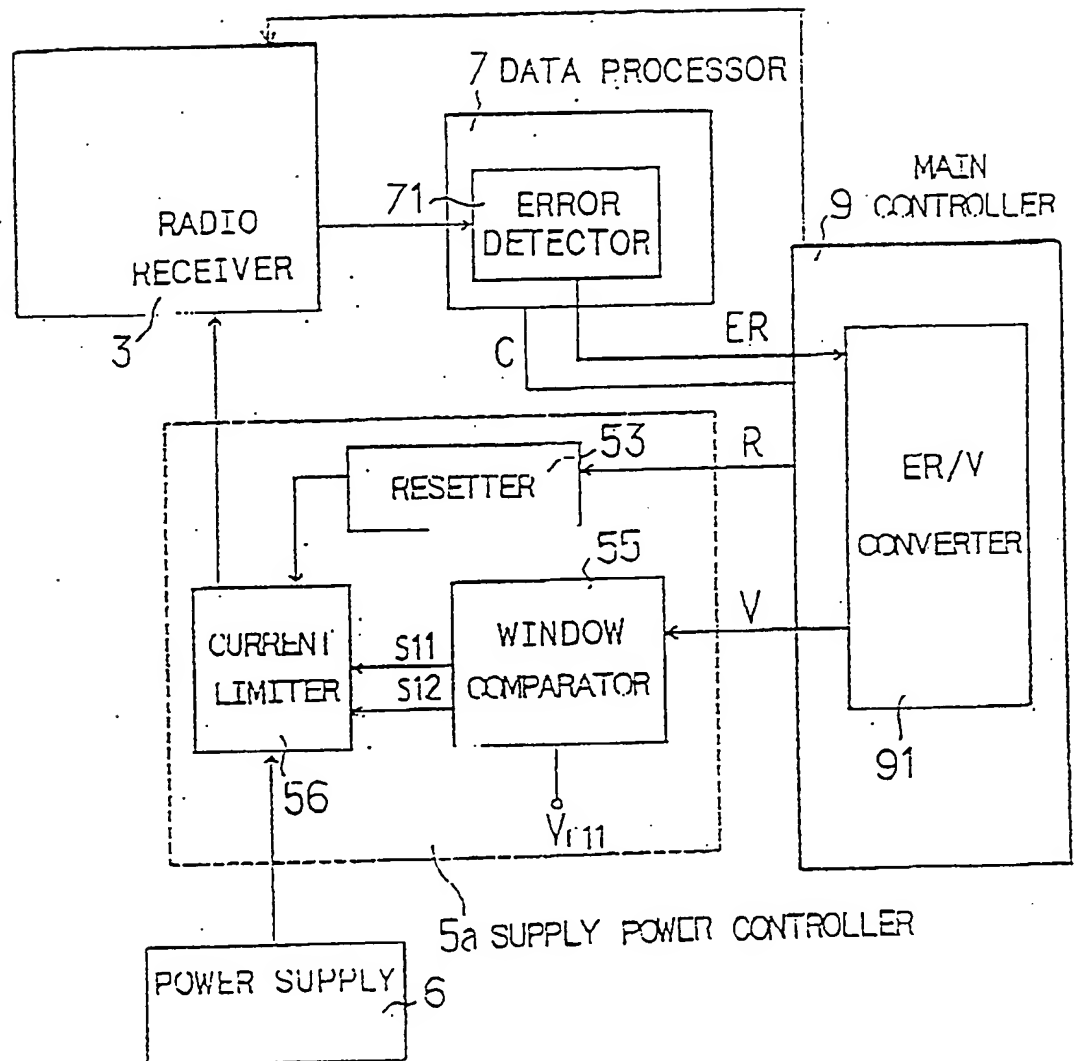 7 DATA PROCESSOR
MAIN
9 CONTROLLER
71
ERROR
DETECTOR
RADIO
RECEIVER
3
C
ER
R
53
RESETTER
ER/V
CONVERTER
55
V
CURRENT
LIMITER
S11
S12
WINDOW
COMPARATOR
56
91
Vr11
5a SUPPLY POWER CONTROLLER
POWER SUPPLY
6